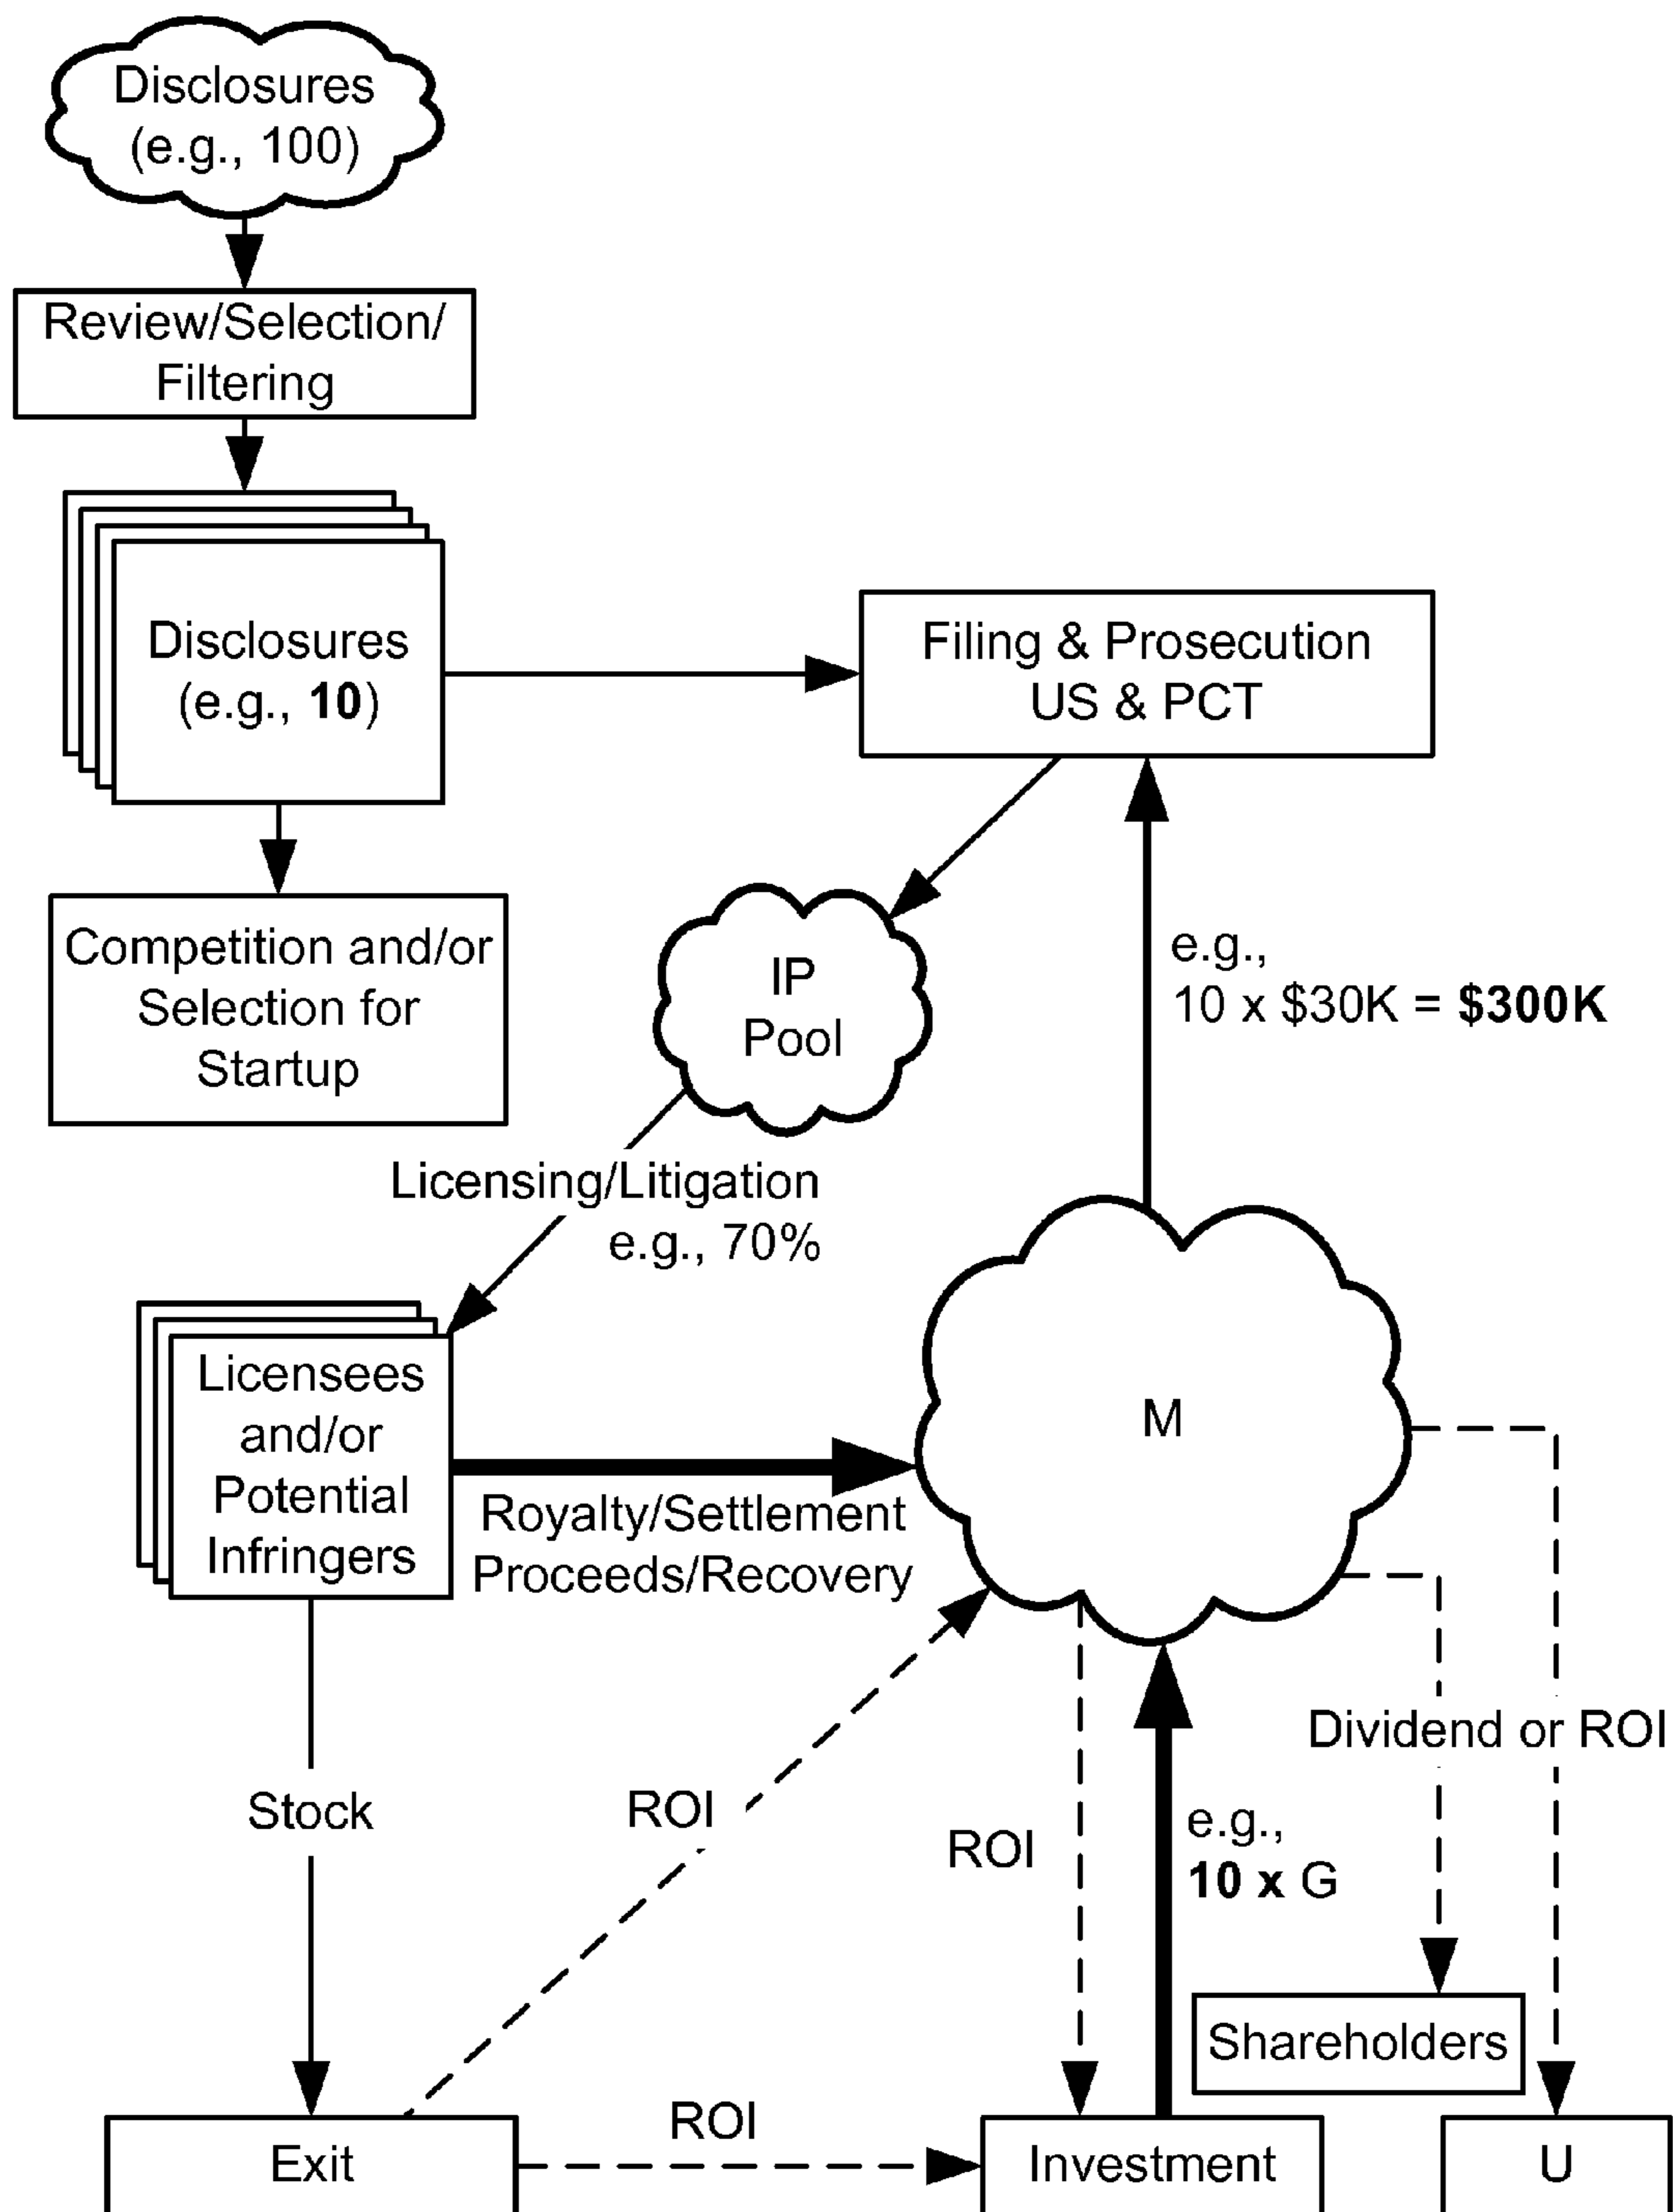 Disclosures
(e.g., 100)
Review/Selection/
Filtering
Disclosures
(e.g., 10)
Filing & Prosecution
US & PCT
Competition and/or
Selection for
Startup
IP
Pool
e.g.,
10 x $30K = $300K
Licensing/Litigation
e.g., 70%
Licensees
and/or
Potential
Infringers
M
Royalty/Settlement
Proceeds/Recovery
Dividend or ROI
Stock
ROI
ROI
e.g.,
10 x G
Shareholders
ROI
Exit
Investment
U